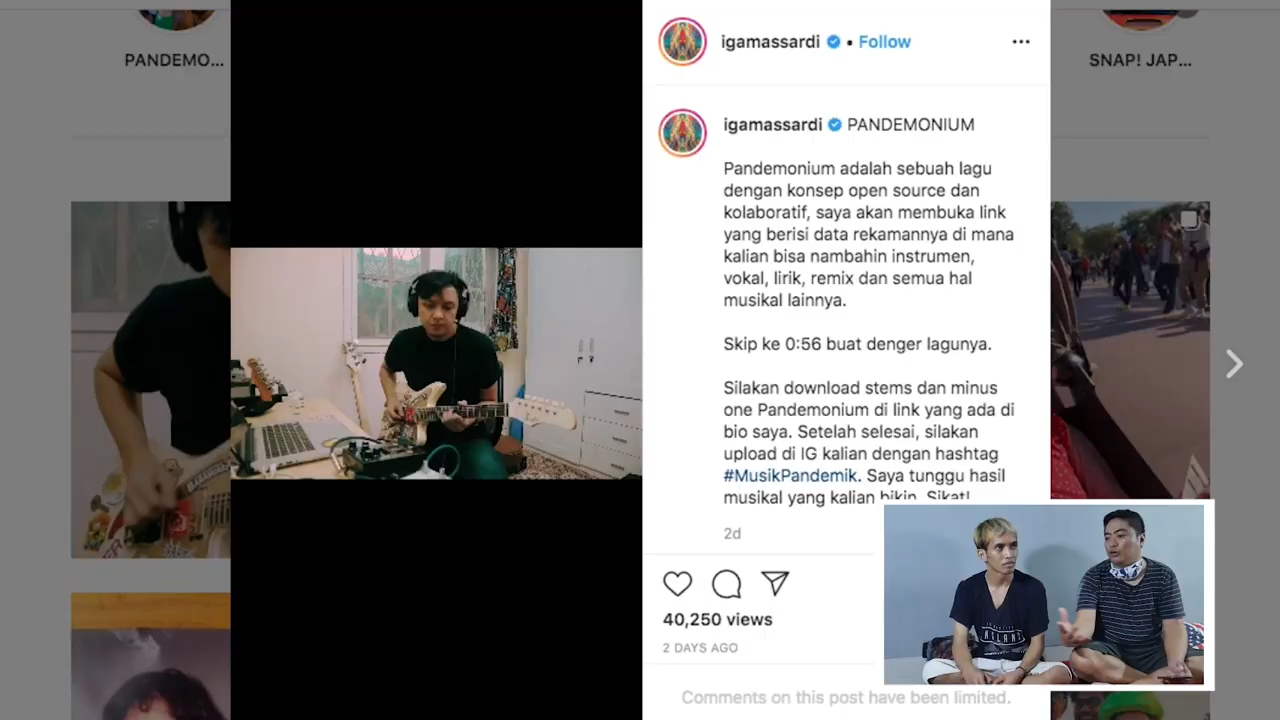 PANDEMO...
igamassardi • Follow
SNAP! JAP...
igamassardi PANDEMONIUM
Pandemonium adalah sebuah lagu
dengan konsep open source dan
kolaboratif, saya akan membuka link
yang berisi data rekamannya di mana
kalian bisa nambahin instrumen,
vokal, lirik, remix dan semua hal
musikal lainnya.
Skip ke 0:56 buat denger lagunya.
Silakan download stems dan minus
one Pandemonium di link yang ada di
bio saya. Setelah selesai, silakan
upload di IG kalian dengan hashtag
#MusikPandemik. Saya tunggu hasil
musikal yang kalian bikin. Sikat!
2d
40,250 views
2 DAYS AGO
Comments on this post have been limited.